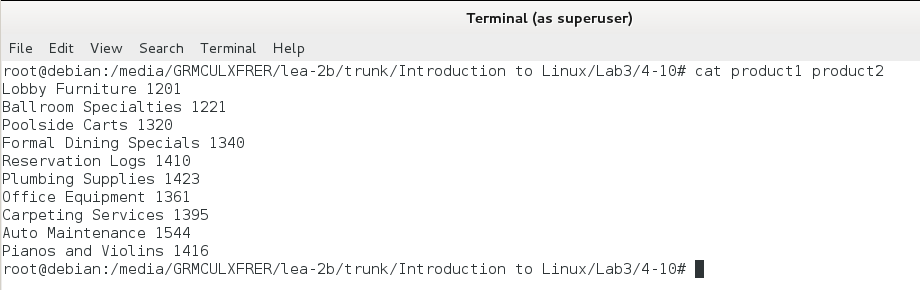 Terminal (as superuser)
File Edit View Search Terminal Help
root@debian:/media/GRMCULXFRER/lea-2b/trunk/Introduction to Linux/Lab3/4-10# cat product1 product2
Lobby Furniture 1201
Ballroom Specialties 1221
Poolside Carts 1320
Formal Dining Specials 1340
Reservation Logs 1410
Plumbing Supplies 1423
Office Equipment 1361
Carpeting Services 1395
Auto Maintenance 1544
Pianos and Violins 1416
root@debian:/media/GRMCULXFRER/lea-2b/trunk/Introduction to Linux/Lab3/4-10#